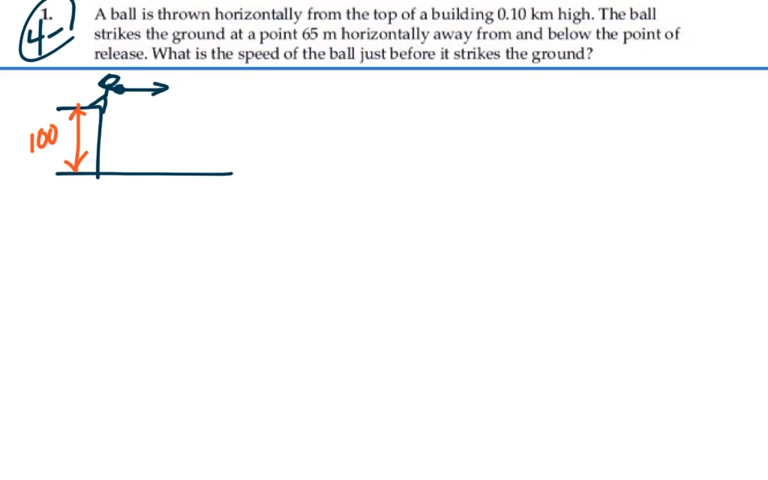 4-1
1. A ball is thrown horizontally from the top of a building 0.10 km high. The ball
strikes the ground at a point 65 m horizontally away from and below the point of
release. What is the speed of the ball just before it strikes the ground?
100